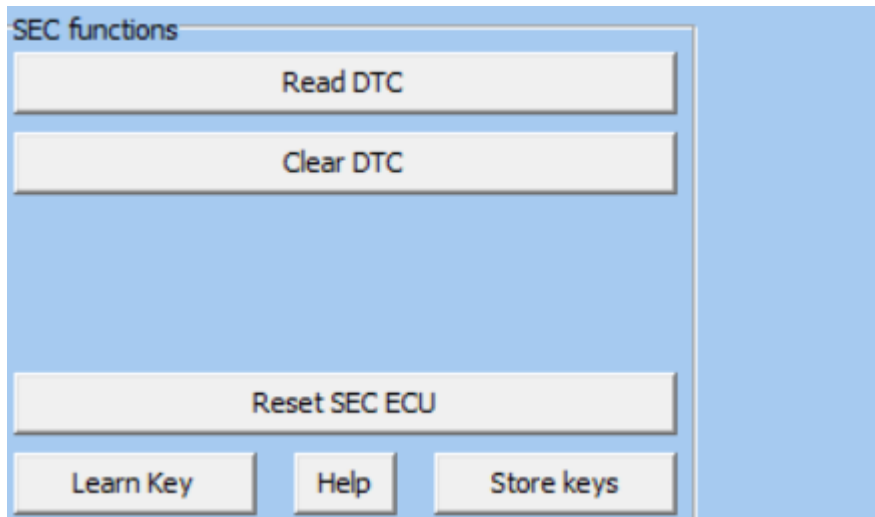 SEC functions
Read DTC
Clear DTC
Reset SEC ECU
Learn Key Help Store keys